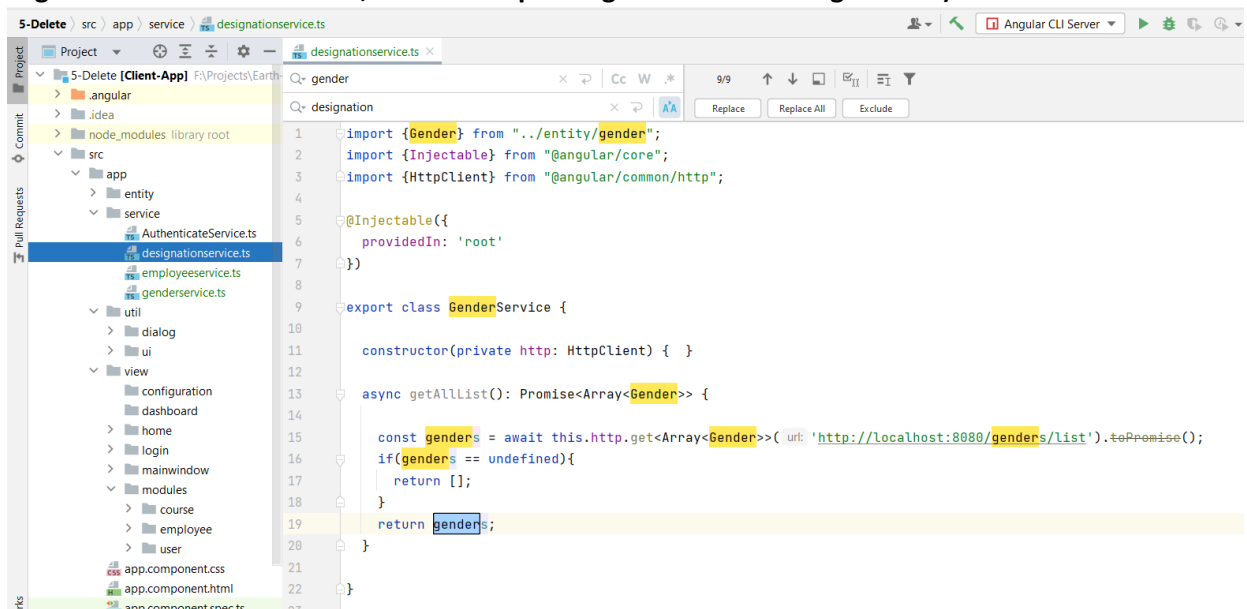 5-Delete src app service designationservice.ts Angular CLI Server
Project designationservice.ts
5-Delete [Client-App] F:\Projects\Earth- gender Cc W .* 9/9
.angular
.idea designation Replace Replace All Exclude
node_modules library root
src
app
entity
service
AuthenticateService.ts
designationservice.ts
employeeservice.ts
genderservice.ts
util
dialog
ui
view
configuration
dashboard
home
login
mainwindow
modules
course
employee
user
app.component.css
app.component.html
app.component.spec.ts
Project
Commit
Pull Requests
1 import {Gender} from "../entity/gender";
2 import {Injectable} from "@angular/core";
3 import {HttpClient} from "@angular/common/http";
4
5 @Injectable({
6 providedIn: 'root'
7 })
8
9 export class GenderService {
10
11 constructor(private http: HttpClient) { }
12
13 async getAllList(): Promise<Array<Gender>> {
14
15 const genders = await this.http.get<Array<Gender>>( url: 'http://localhost:8080/genders/list').toPromise();
16 if(genders == undefined){
17 return [];
18 }
19 return genders;
20 }
21
22 }